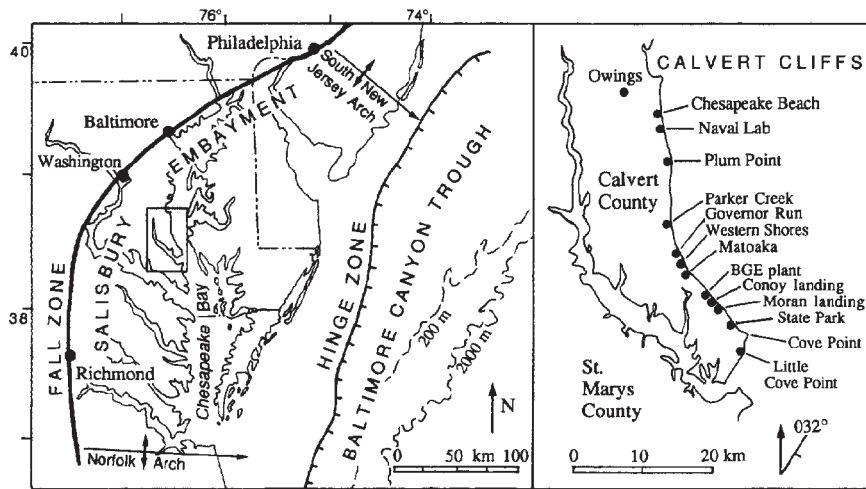 76°
74°
40
38
Philadelphia
South New
Jersey Arch
Baltimore
EMBAYMENT
Washington
SALISBURY
FALL ZONE
Richmond
Chesapeake Bay
HINGE ZONE
BALTIMORE CANYON TROUGH
200 m
2000 m
N
Norfolk Arch
0 50 km 100
CALVERT CLIFFS
Owings
Chesapeake Beach
Naval Lab
Plum Point
Calvert
County
Parker Creek
Governor Run
Western Shores
Matoaka
BGE plant
Conoy landing
Moran landing
State Park
Cove Point
Little
Cove Point
St.
Marys
County
032°
0 10 20 km